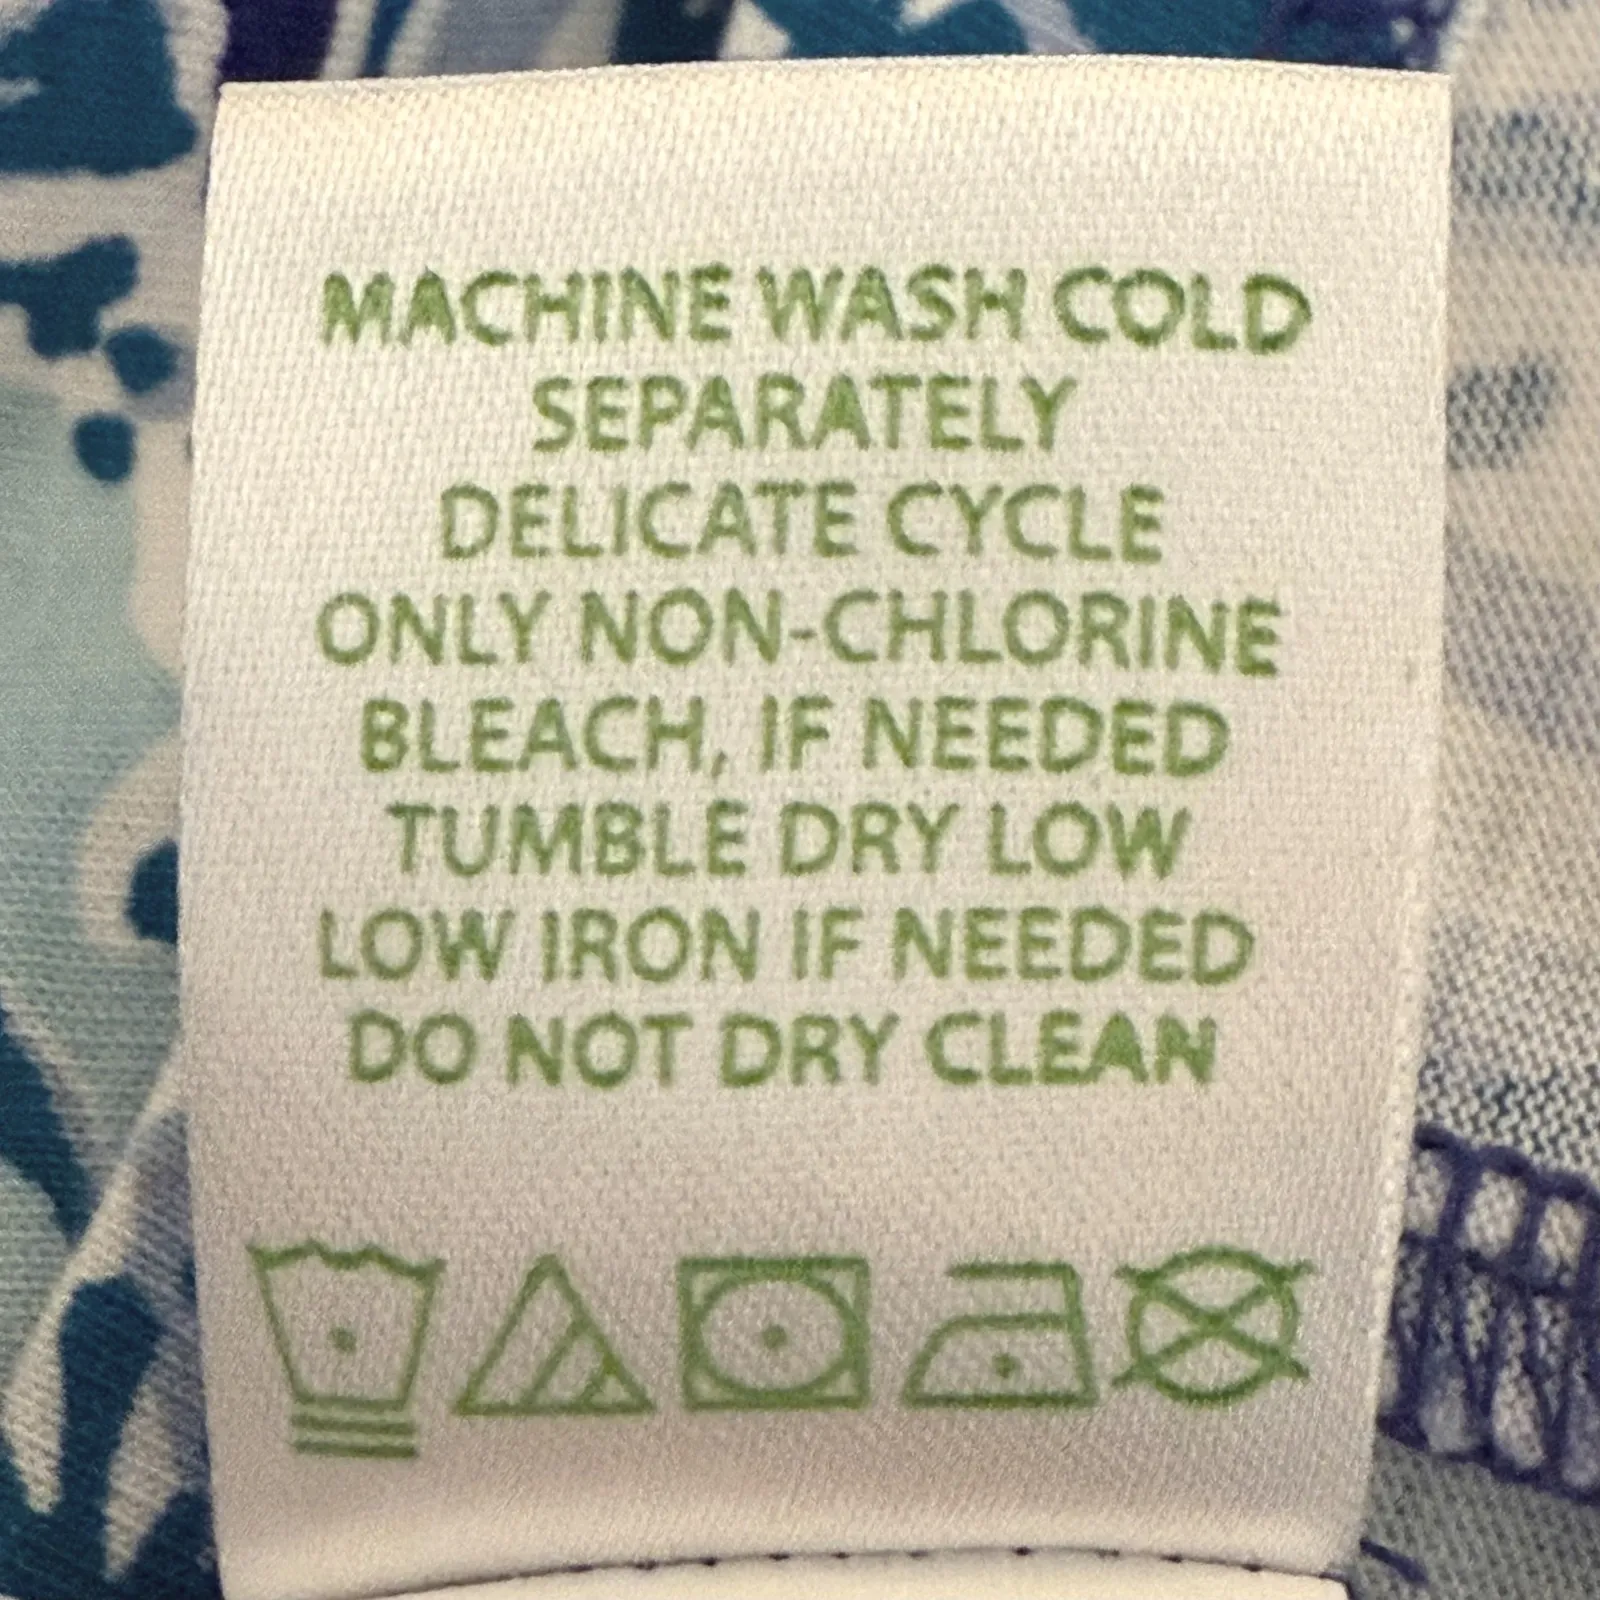 MACHINE WASH COLD
SEPARATELY
DELICATE CYCLE
ONLY NON-CHLORINE
BLEACH, IF NEEDED
TUMBLE DRY LOW
LOW IRON IF NEEDED
DO NOT DRY CLEAN